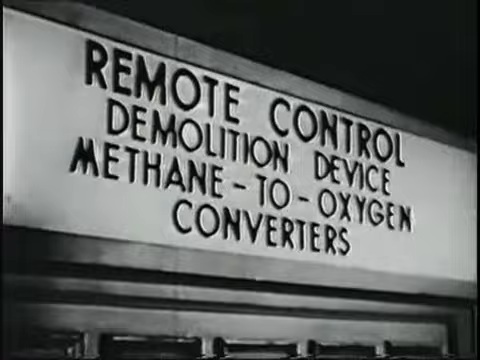 REMOTE CONTROL
DEMOLITION DEVICE
METHANE-TO-OXYGEN
CONVERTERS